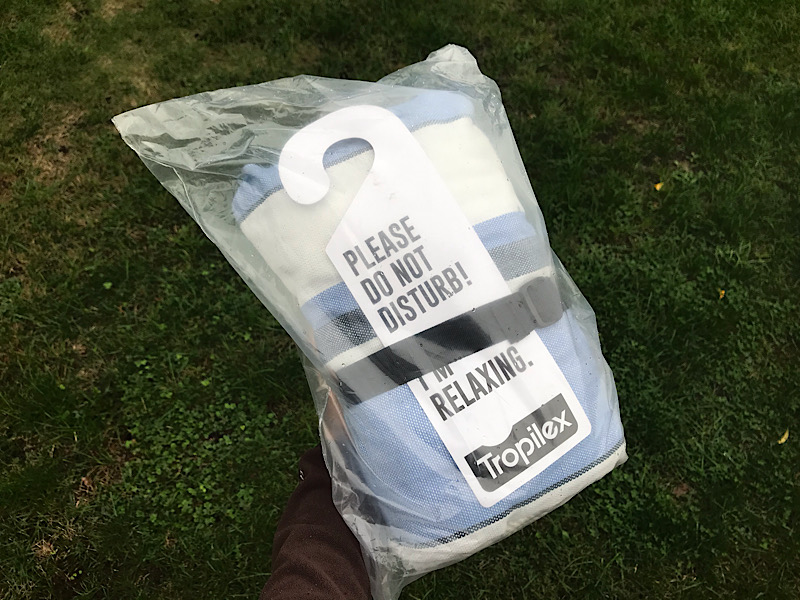 PLEASE
DO NOT
DISTURB!
I'M
RELAXING.
Tropilex